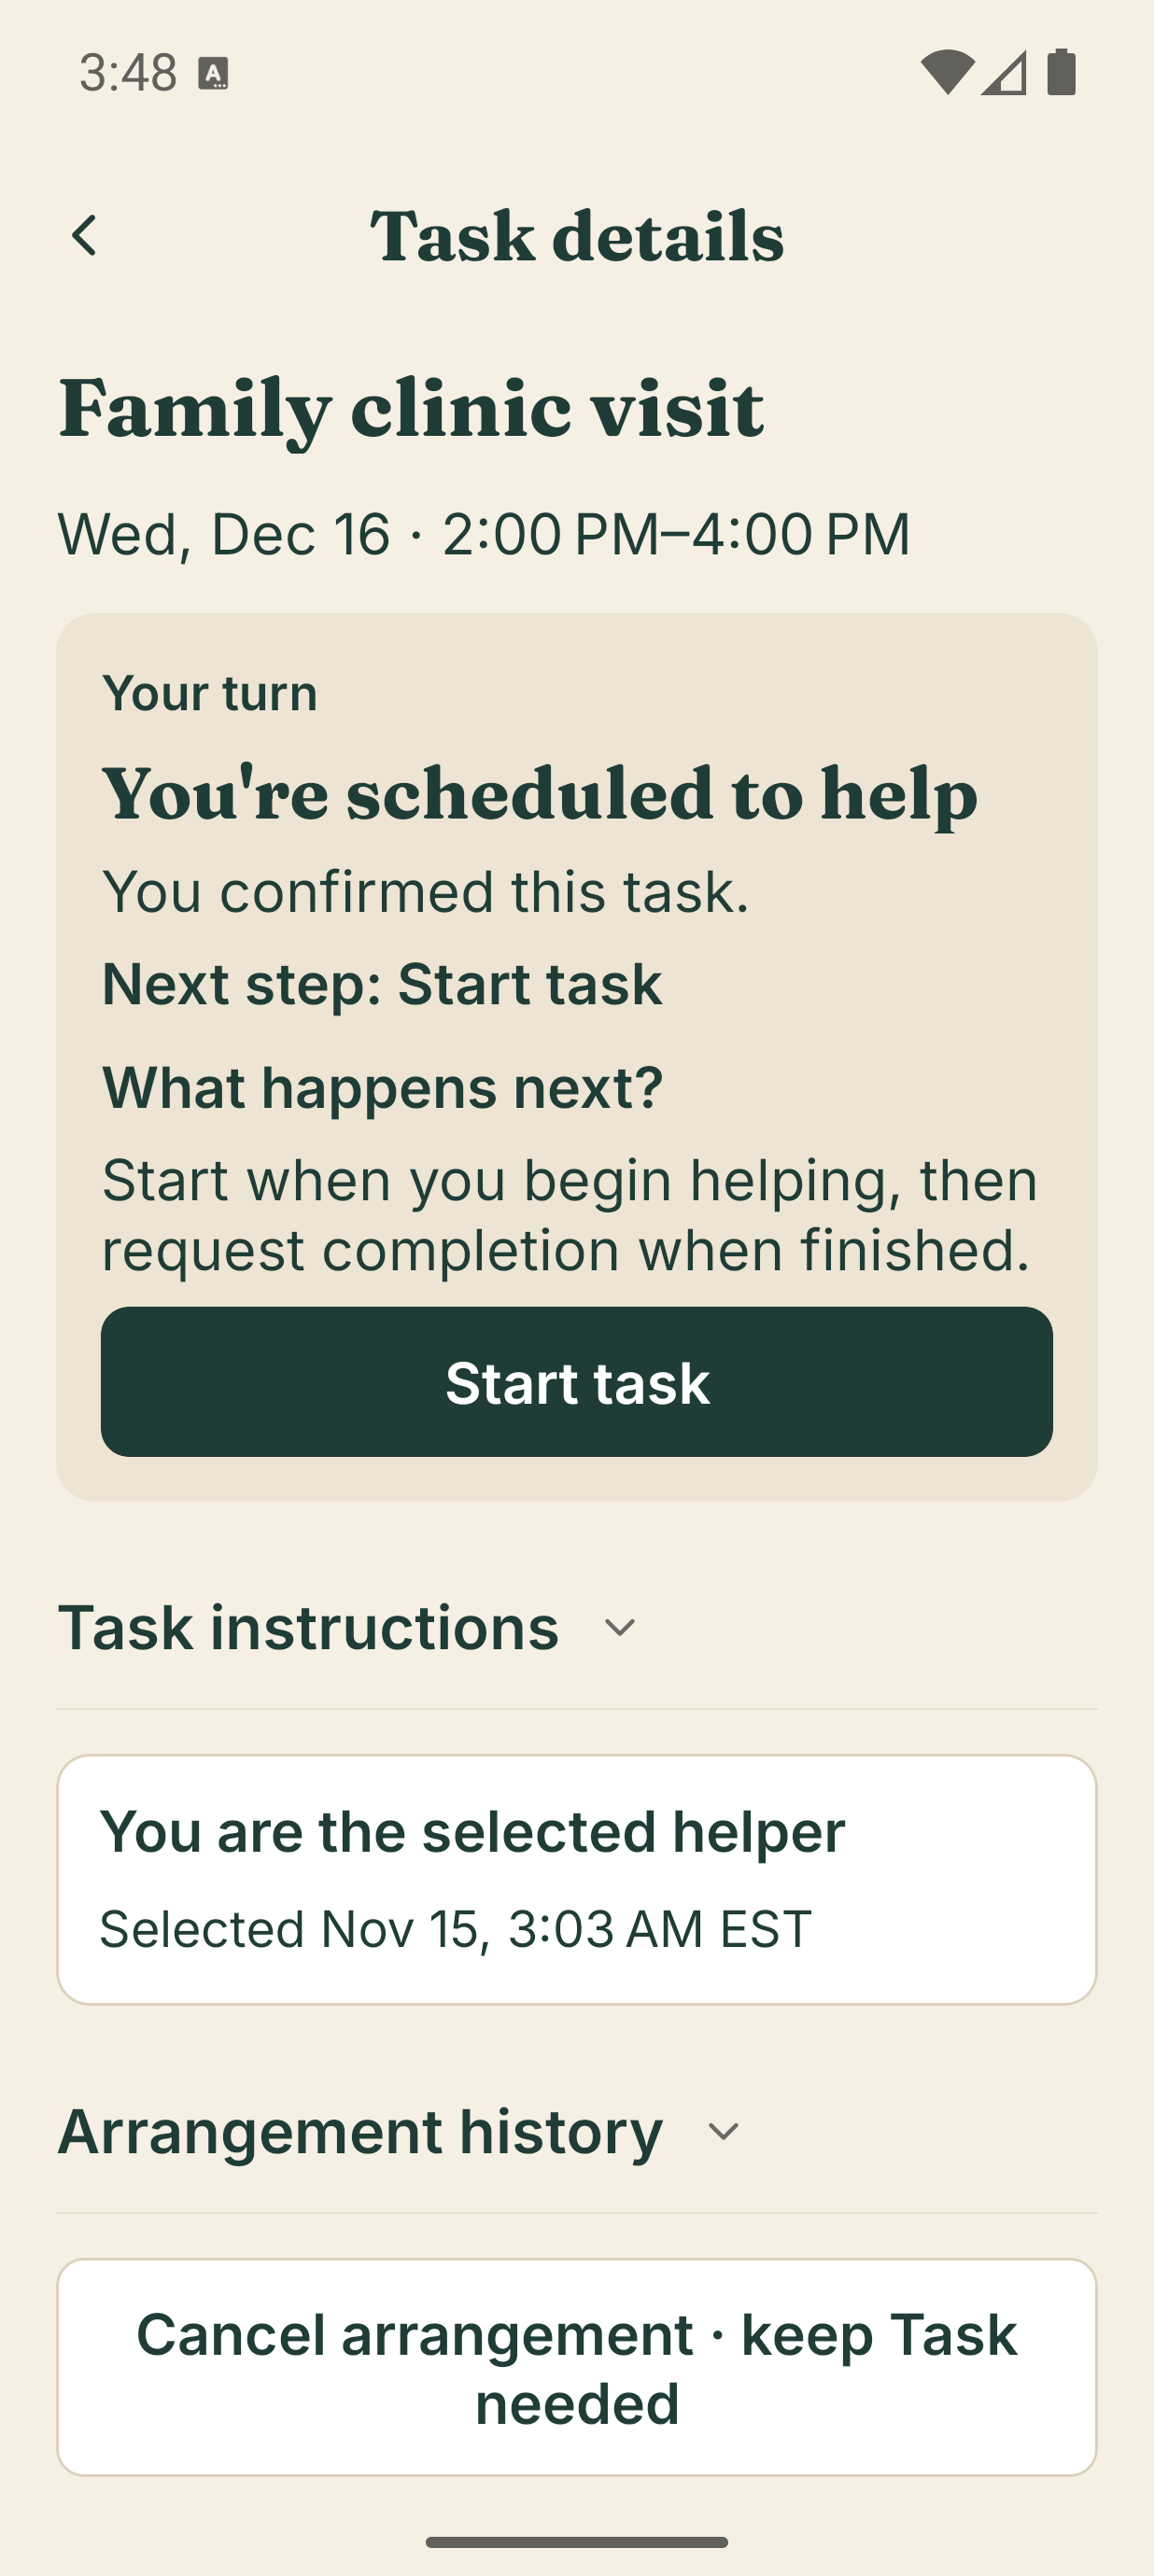 3:48
Task details
Family clinic visit
Wed, Dec 16 · 2:00 PM–4:00 PM
Your turn
You're scheduled to help
You confirmed this task.
Next step: Start task
What happens next?
Start when you begin helping, then
request completion when finished.
Start task
Task instructions
You are the selected helper
Selected Nov 15, 3:03 AM EST
Arrangement history
Cancel arrangement · keep Task
needed